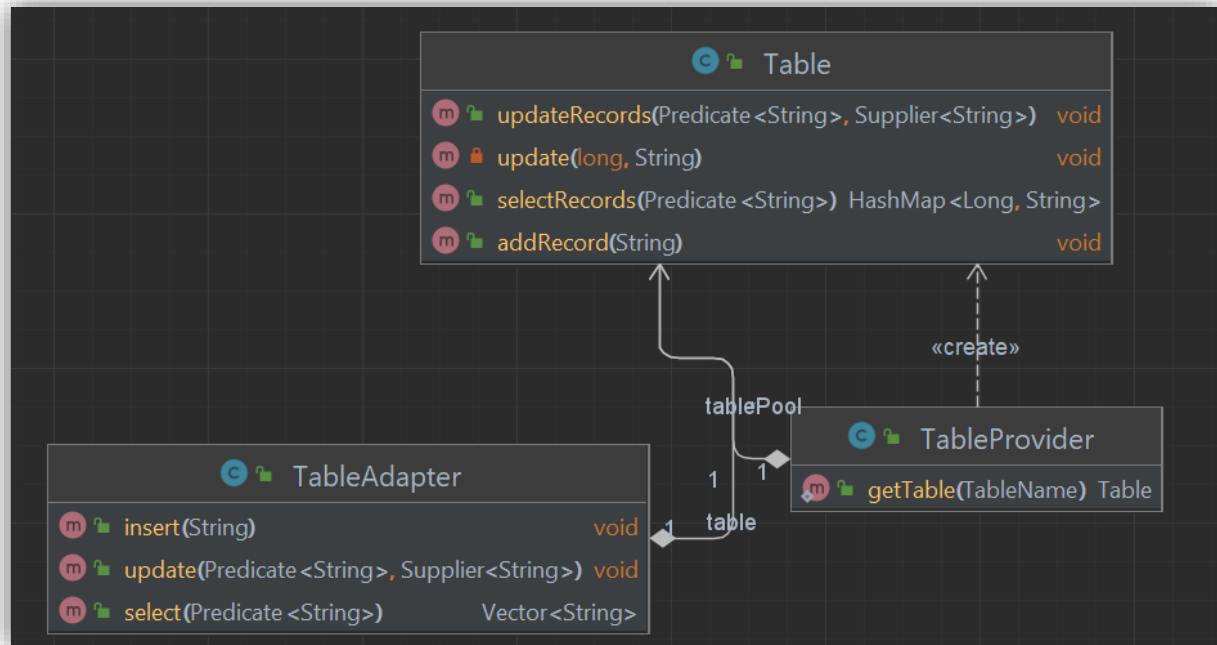 Table
updateRecords(Predicate<String>, Supplier<String>) void
update(long, String) void
selectRecords(Predicate<String>) HashMap<Long, String>
addRecord(String) void
«create»
tablePool
TableProvider
getTable(TableName) Table
1
1
TableAdapter
insert(String) void
1
table
update(Predicate<String>, Supplier<String>) void
select(Predicate<String>) Vector<String>